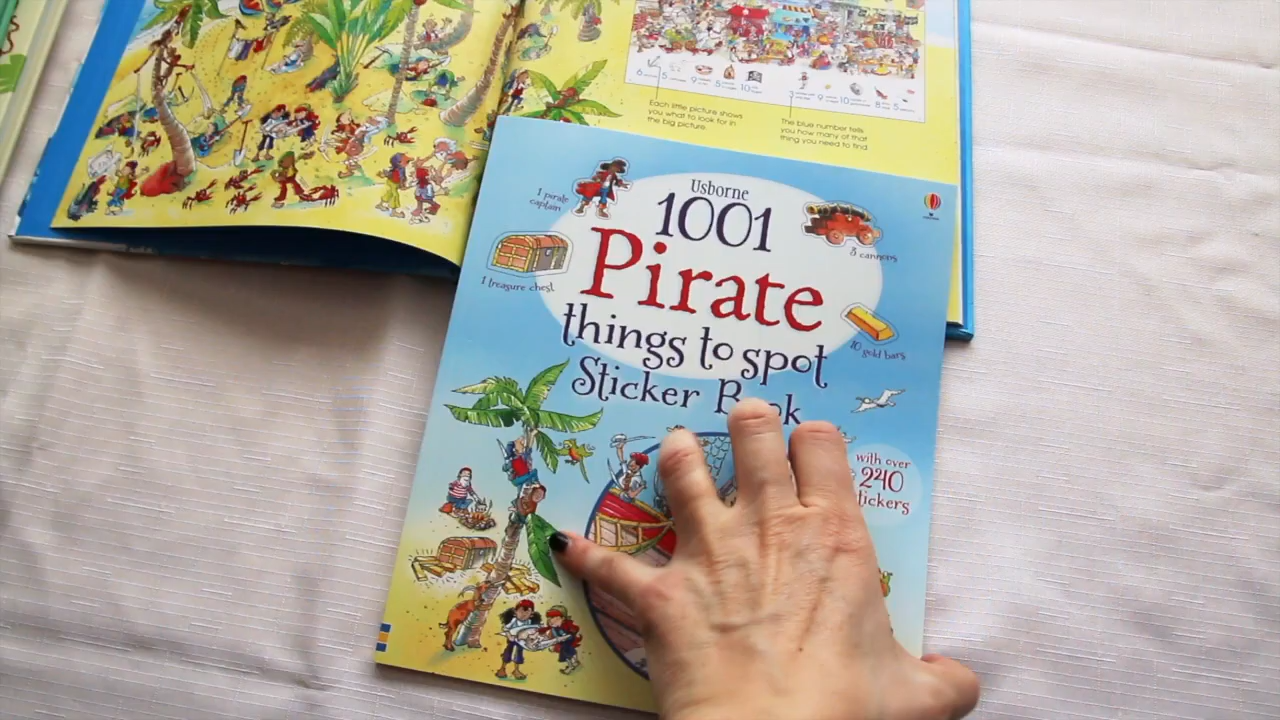 Each little picture shows
you what to look for in
the big picture.
The blue number tells
you how many of that
thing you need to find
Usborne
1001
Pirate
things to spot
Sticker
1 pirate
captain
8 cannons
1 treasure chest
10 gold bars
with over
240